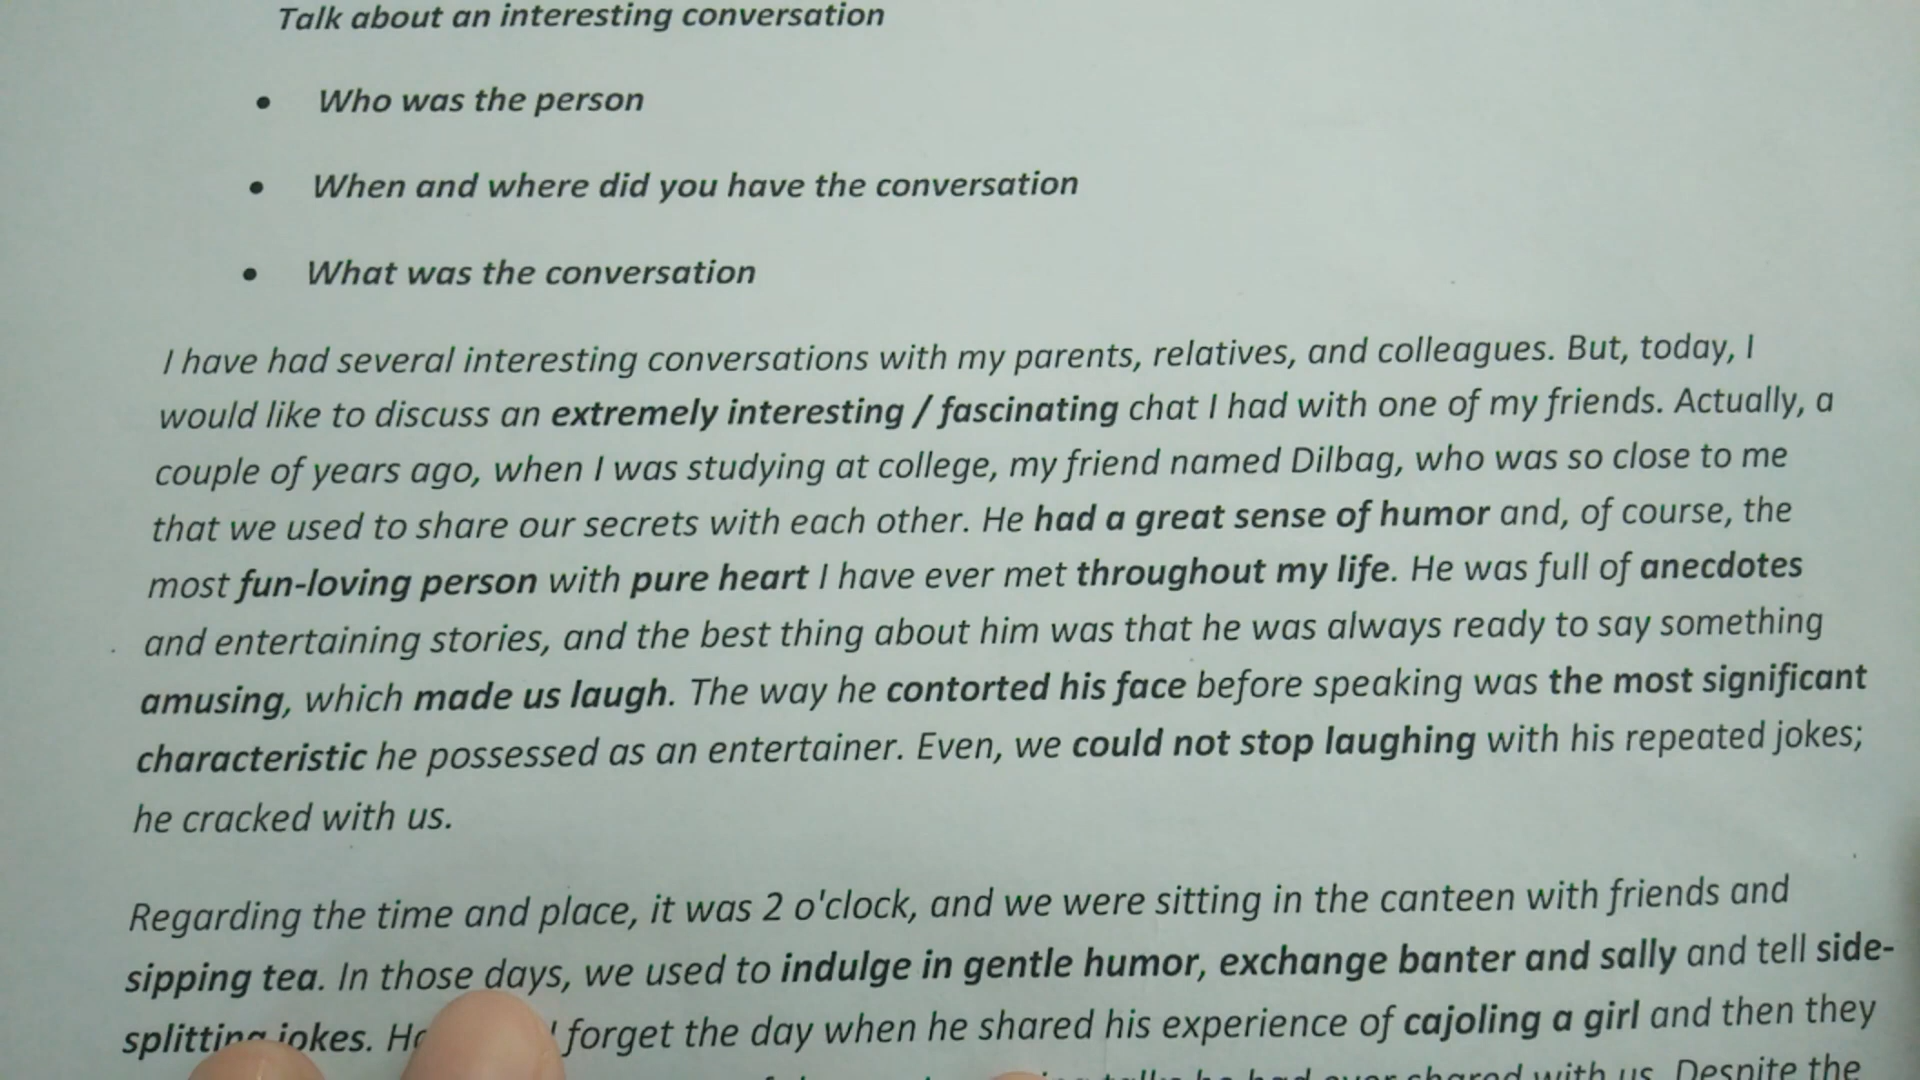 Talk about an interesting conversation
• Who was the person
• When and where did you have the conversation
• What was the conversation
I have had several interesting conversations with my parents, relatives, and colleagues. But, today, I
would like to discuss an extremely interesting / fascinating chat I had with one of my friends. Actually, a
couple of years ago, when I was studying at college, my friend named Dilbag, who was so close to me
that we used to share our secrets with each other. He had a great sense of humor and, of course, the
most fun-loving person with pure heart I have ever met throughout my life. He was full of anecdotes
and entertaining stories, and the best thing about him was that he was always ready to say something
amusing, which made us laugh. The way he contorted his face before speaking was the most significant
characteristic he possessed as an entertainer. Even, we could not stop laughing with his repeated jokes;
he cracked with us.
Regarding the time and place, it was 2 o'clock, and we were sitting in the canteen with friends and
sipping tea. In those days, we used to indulge in gentle humor, exchange banter and sally and tell side-
splitting jokes. forget the day when he shared his experience of cajoling a girl and then they
he had ever shared with us. Despite the